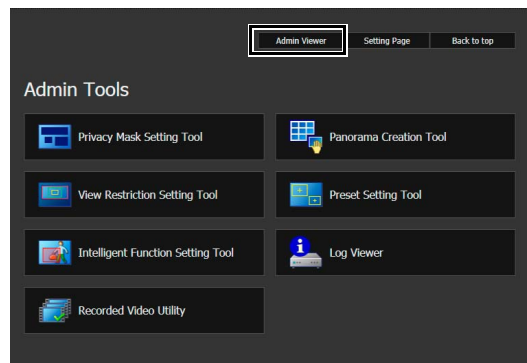 Admin Viewer Setting Page Back to top
Admin Tools
Privacy Mask Setting Tool Panorama Creation Tool
View Restriction Setting Tool Preset Setting Tool
Intelligent Function Setting Tool Log Viewer
Recorded Video Utility